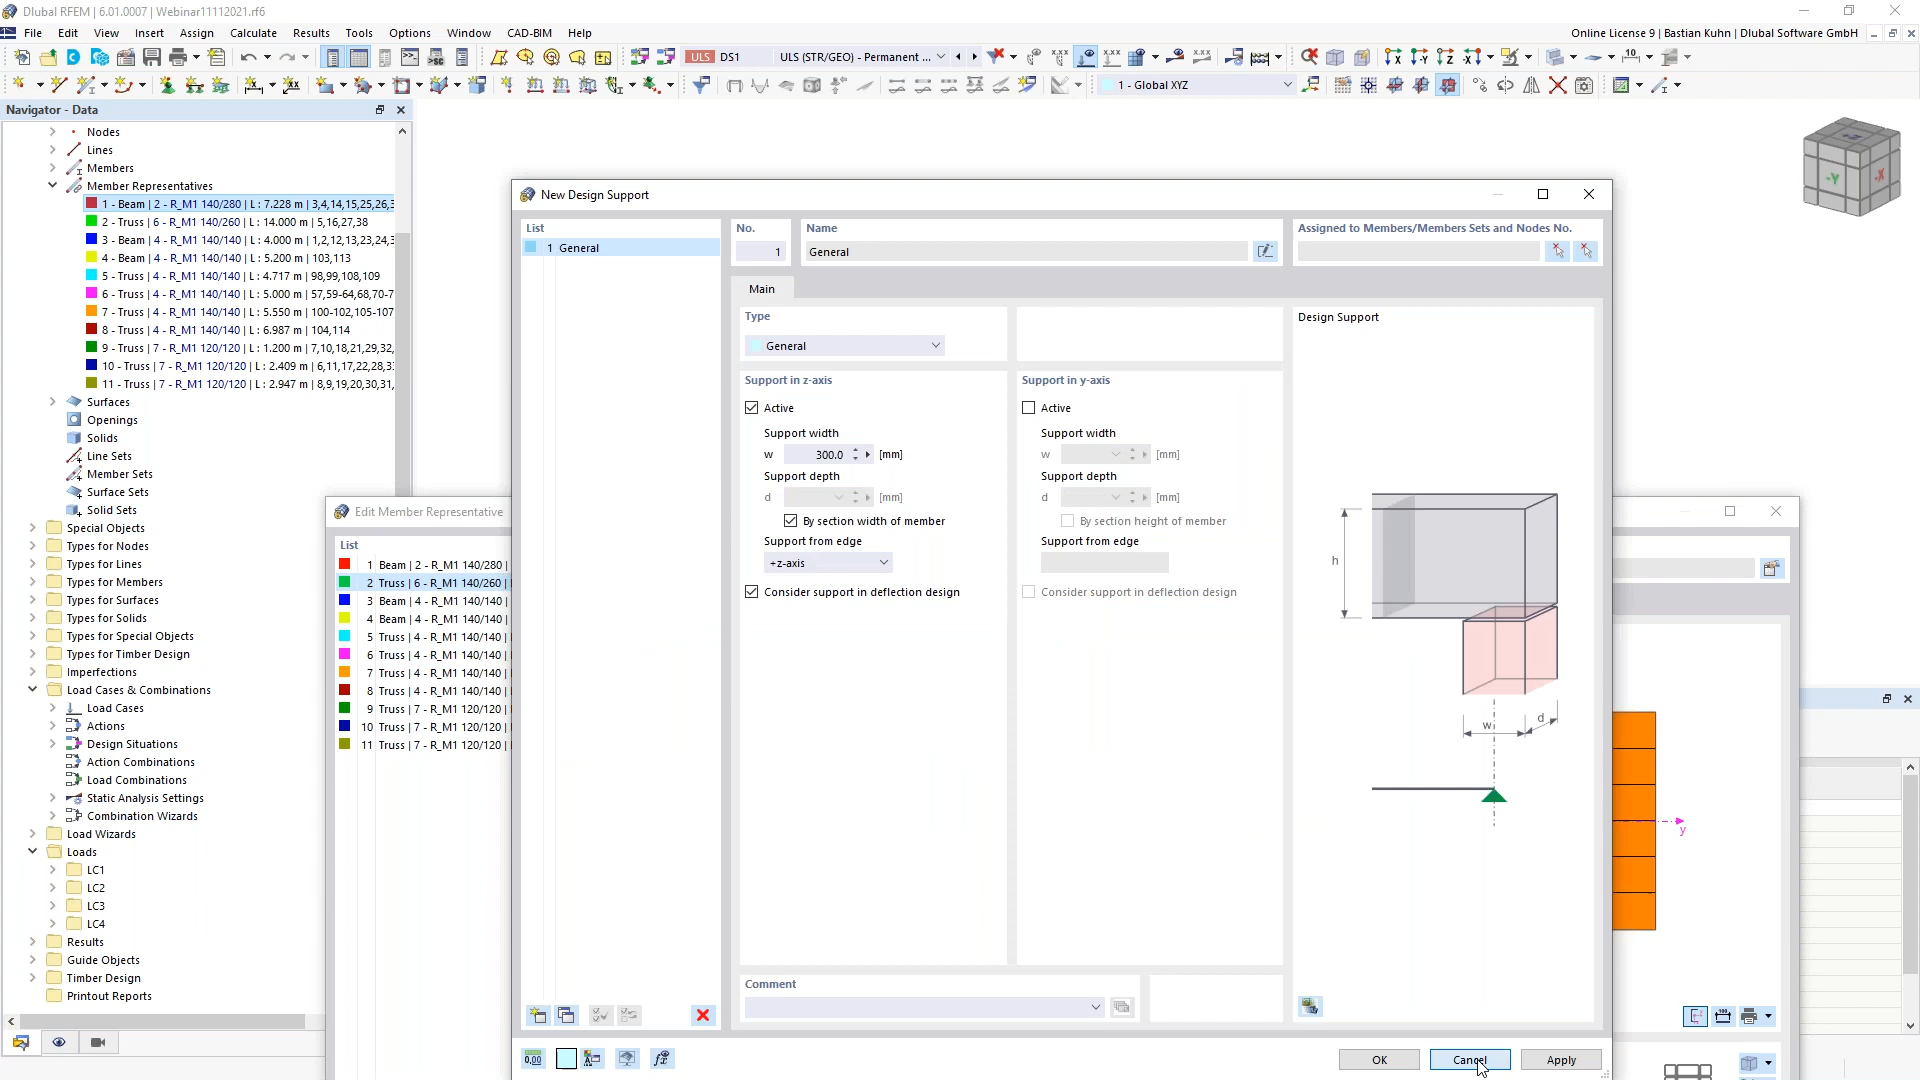 Dlubal RFEM | 6.01.0007 | Webinar11112021.rf6
File Edit View Insert Assign Calculate Results Tools Options Window CAD-BIM Help
Online License 9 | Bastian Kuhn | Dlubal Software GmbH
ULS DS1 ULS (STR/GEO) - Permanent ...
1 - Global XYZ
Navigator - Data
Nodes
Lines
Members
Member Representatives
1 - Beam | 2 - R_M1 140/280 | L : 7.228 m | 3,4,14,15,25,26,3
2 - Truss | 6 - R_M1 140/260 | L : 14.000 m | 5,16,27,38
3 - Beam | 4 - R_M1 140/140 | L : 4.000 m | 1,2,12,13,23,24,3
4 - Beam | 4 - R_M1 140/140 | L : 5.200 m | 103,113
5 - Truss | 4 - R_M1 140/140 | L : 4.717 m | 98,99,108,109
6 - Truss | 4 - R_M1 140/140 | L : 5.000 m | 57,59-64,68,70-7
7 - Truss | 4 - R_M1 140/140 | L : 5.550 m | 100-102,105-107
8 - Truss | 4 - R_M1 140/140 | L : 6.987 m | 104,114
9 - Truss | 7 - R_M1 120/120 | L : 1.200 m | 7,10,18,21,29,32,
10 - Truss | 7 - R_M1 120/120 | L : 2.409 m | 6,11,17,22,28,3
11 - Truss | 7 - R_M1 120/120 | L : 2.947 m | 8,9,19,20,30,31,
Surfaces
Openings
Solids
Line Sets
Member Sets
Surface Sets
Solid Sets
Special Objects
Types for Nodes
Types for Lines
Types for Members
Types for Surfaces
Types for Solids
Types for Special Objects
Types for Timber Design
Imperfections
Load Cases & Combinations
Load Cases
Actions
Design Situations
Action Combinations
Load Combinations
Static Analysis Settings
Combination Wizards
Load Wizards
Loads
LC1
LC2
LC3
LC4
Results
Guide Objects
Timber Design
Printout Reports
Edit Member Representative
List
1 Beam | 2 - R_M1 140/280 |
2 Truss | 6 - R_M1 140/260 |
3 Beam | 4 - R_M1 140/140 |
4 Beam | 4 - R_M1 140/140 |
5 Truss | 4 - R_M1 140/140 |
6 Truss | 4 - R_M1 140/140 |
7 Truss | 4 - R_M1 140/140 |
8 Truss | 4 - R_M1 140/140 |
9 Truss | 7 - R_M1 120/120 |
10 Truss | 7 - R_M1 120/120 |
11 Truss | 7 - R_M1 120/120 |
New Design Support
List
1 General
No.
1
Name
General
Assigned to Members/Members Sets and Nodes No.
Main
Type
General
Support in z-axis
Active
Support width
w 300.0 [mm]
Support depth
d [mm]
By section width of member
Support from edge
+z-axis
Consider support in deflection design
Support in y-axis
Active
Support width
w [mm]
Support depth
d [mm]
By section height of member
Support from edge
Consider support in deflection design
Design Support
h
w
d
Comment
OK Cancel Apply
y
-Y
-X